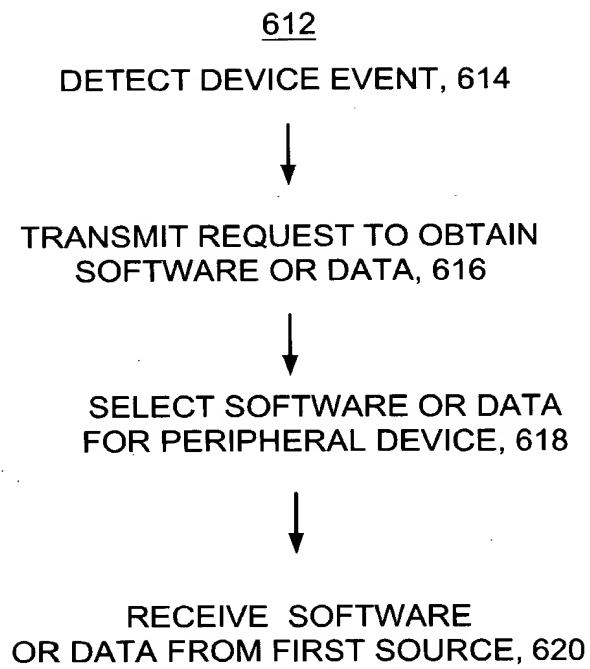 612
DETECT DEVICE EVENT, 614
TRANSMIT REQUEST TO OBTAIN
SOFTWARE OR DATA, 616
SELECT SOFTWARE OR DATA
FOR PERIPHERAL DEVICE, 618
RECEIVE SOFTWARE
OR DATA FROM FIRST SOURCE, 620